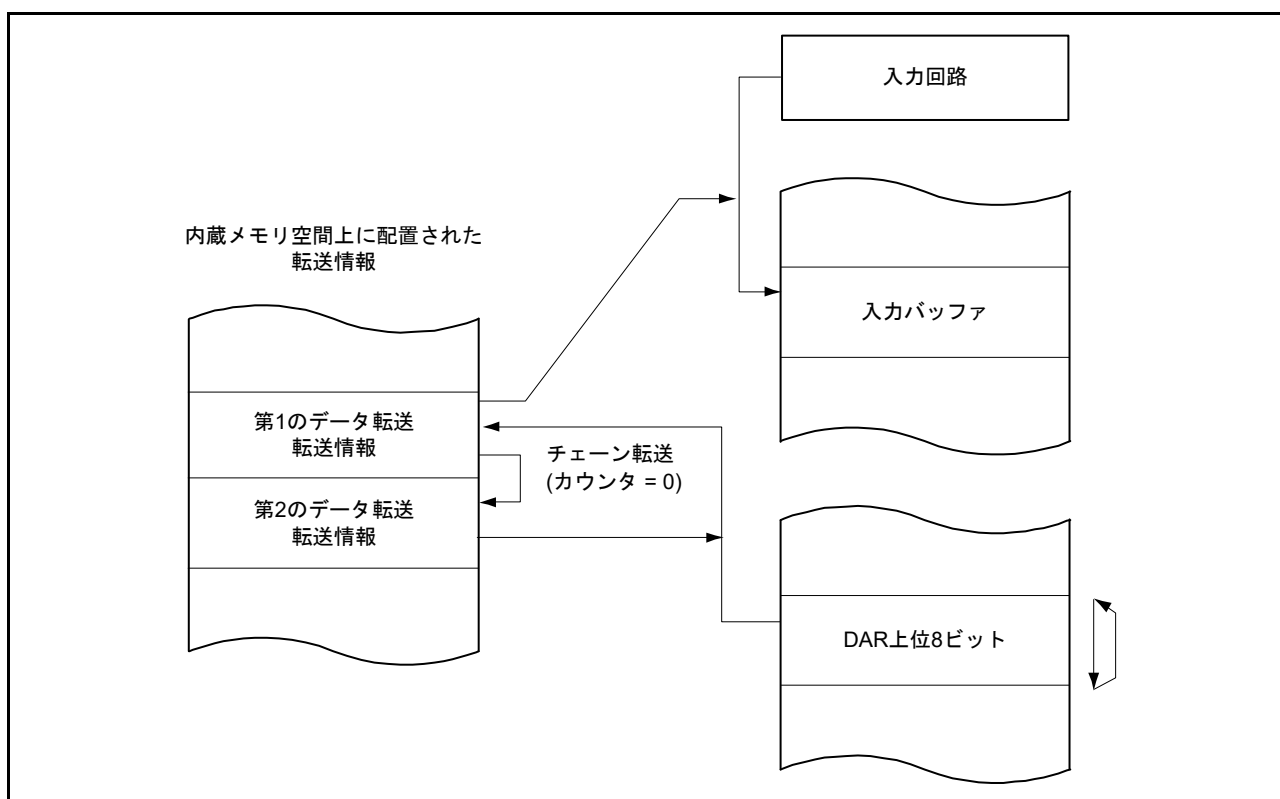 入力回路
内蔵メモリ空間上に配置された
転送情報
入力バッファ
第1のデータ転送
転送情報
チェーン転送
(カウンタ = 0)
第2のデータ転送
転送情報
DAR上位8ビット